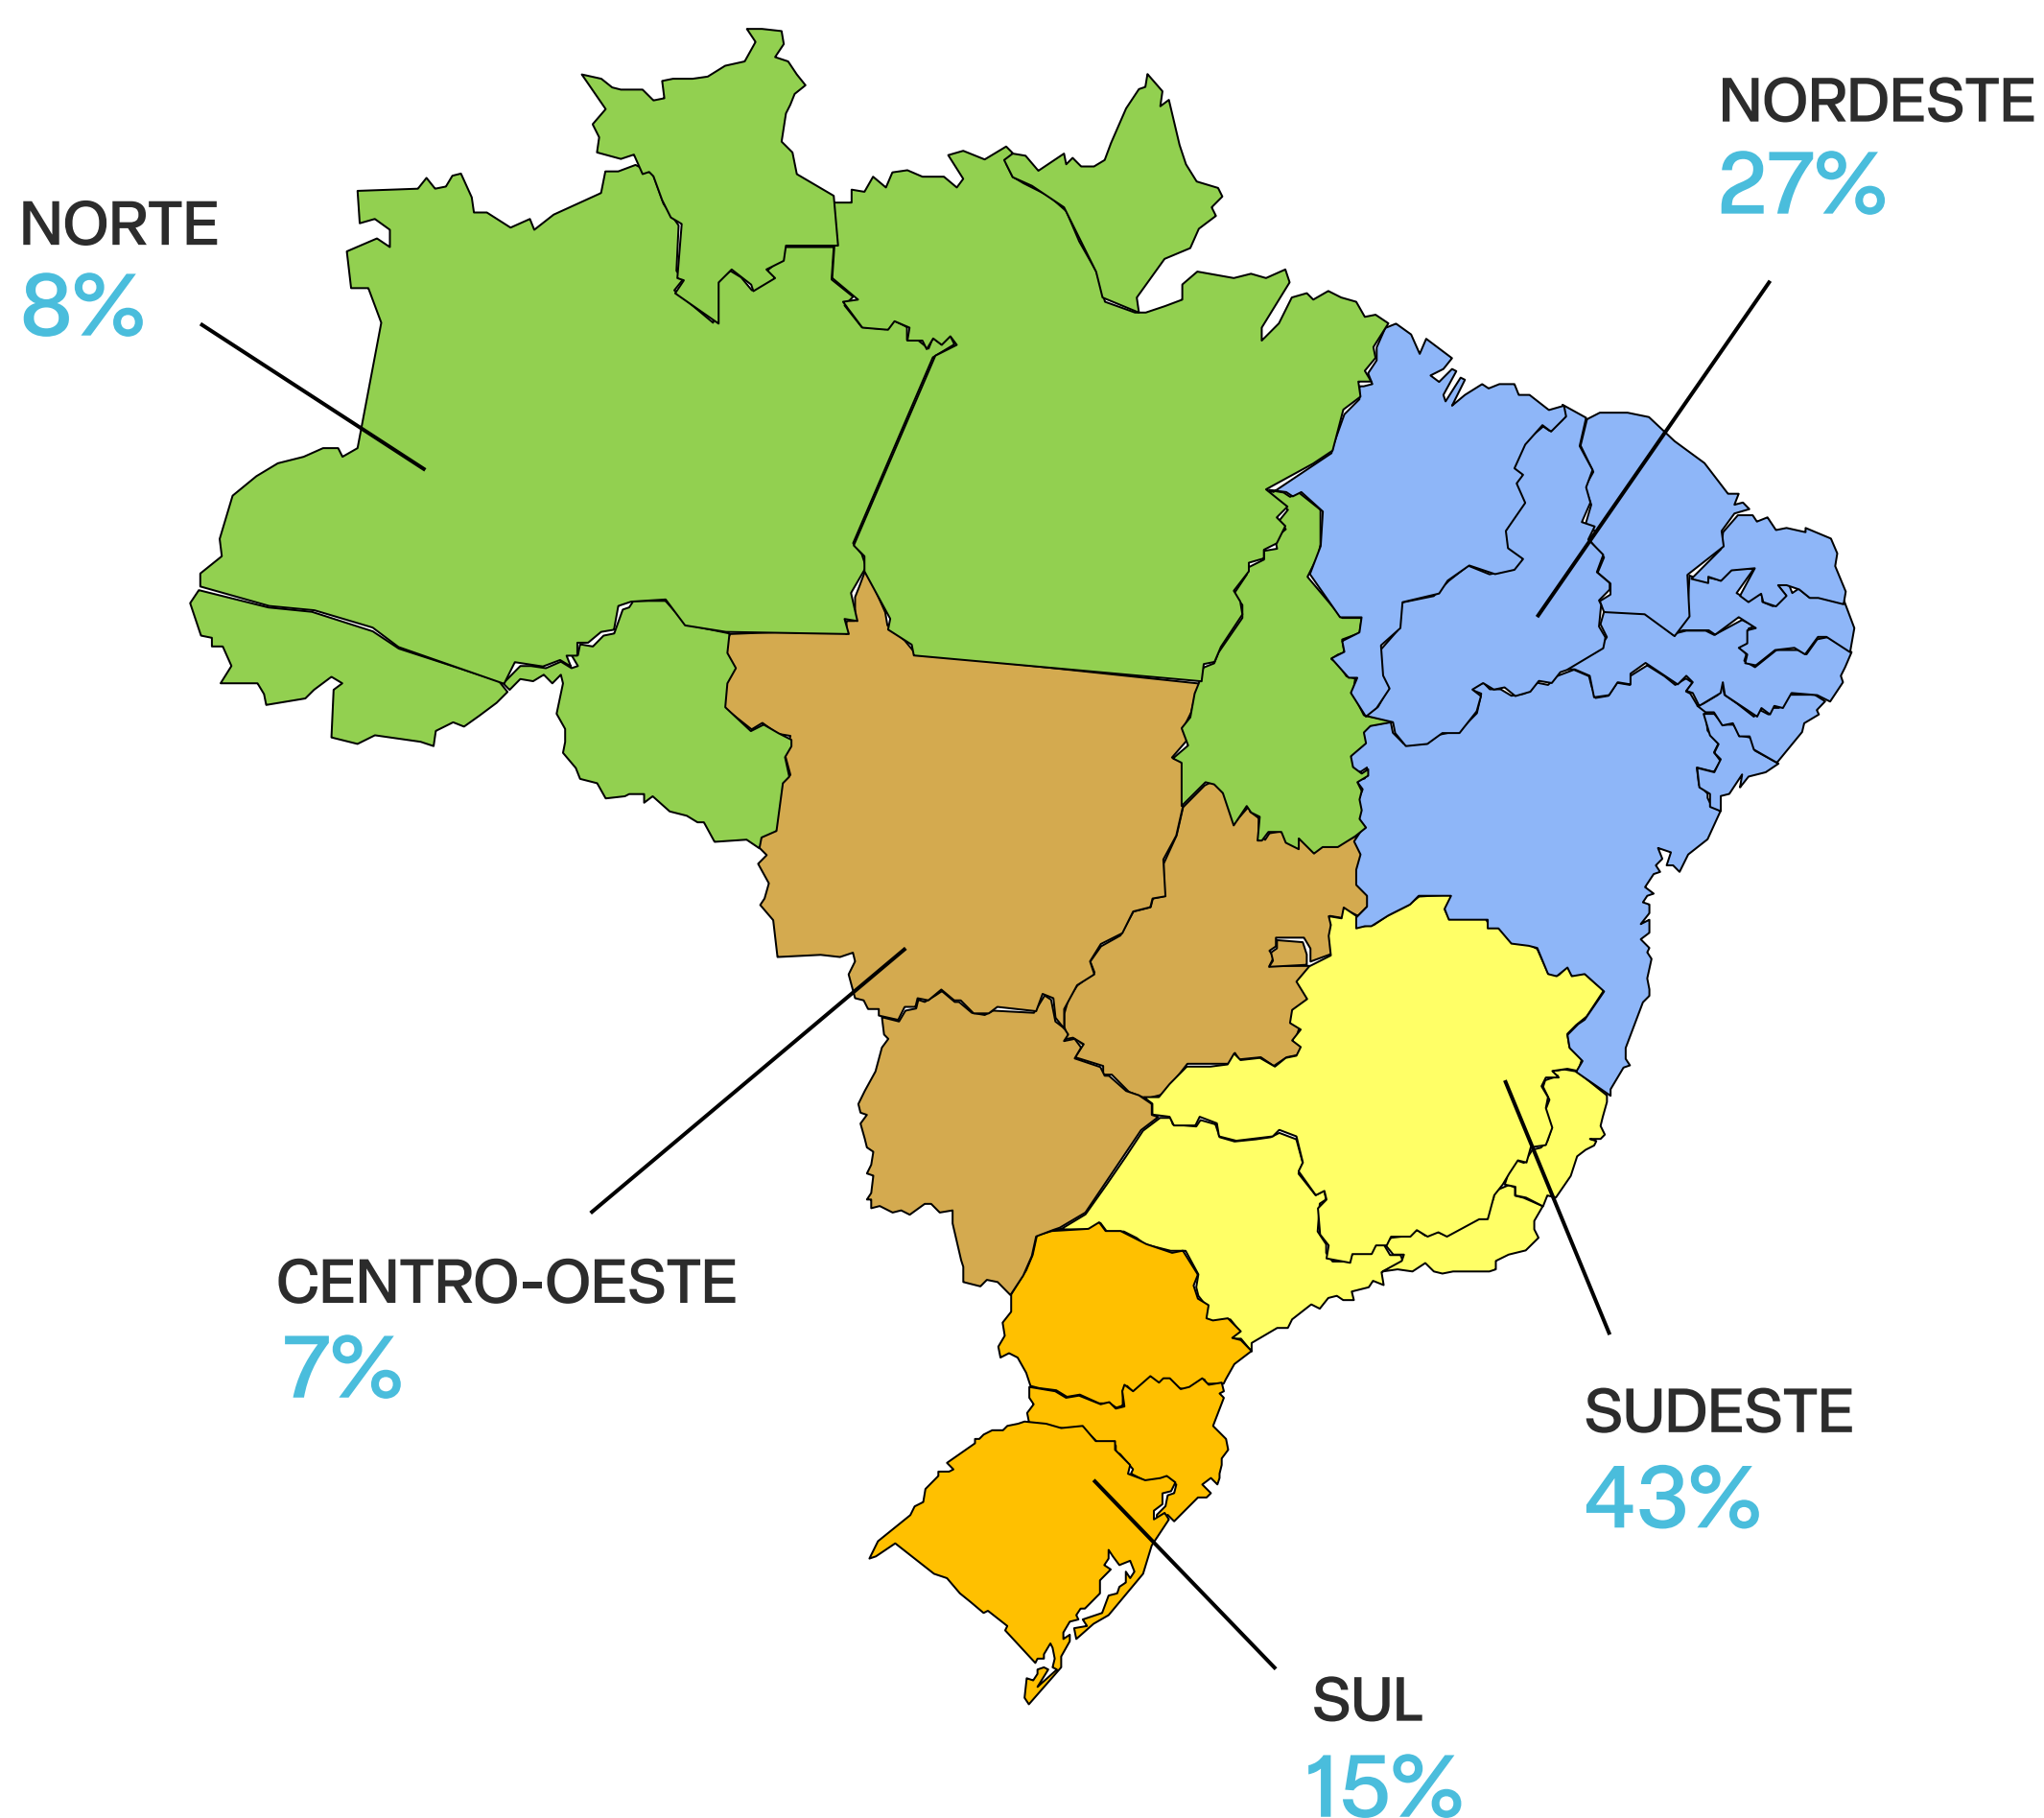 NORDESTE
27%
NORTE
8%
CENTRO-OESTE
7%
SUDESTE
43%
SUL
15%